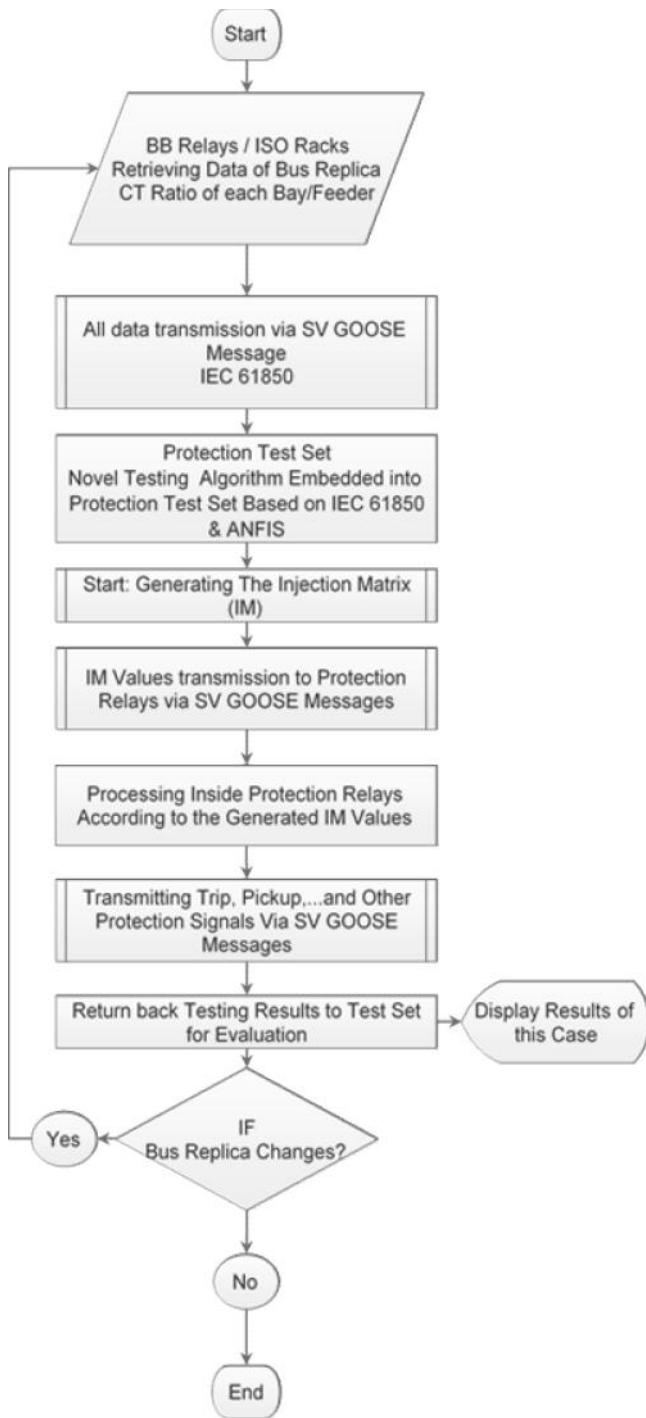 Start
BB Relays / ISO Racks
Retrieving Data of Bus Replica
CT Ratio of each Bay/Feeder
All data transmission via SV GOOSE
Message
IEC 61850
Protection Test Set
Novel Testing Algorithm Embedded into
Protection Test Set Based on IEC 61850
& ANFIS
Start: Generating The Injection Matrix
(IM)
IM Values transmission to Protection
Relays via SV GOOSE Messages
Processing Inside Protection Relays
According to the Generated IM Values
Transmitting Trip, Pickup,...and Other
Protection Signals Via SV GOOSE
Messages
Return back Testing Results to Test Set
for Evaluation
Display Results of
this Case
IF
Bus Replica Changes?
Yes
No
End